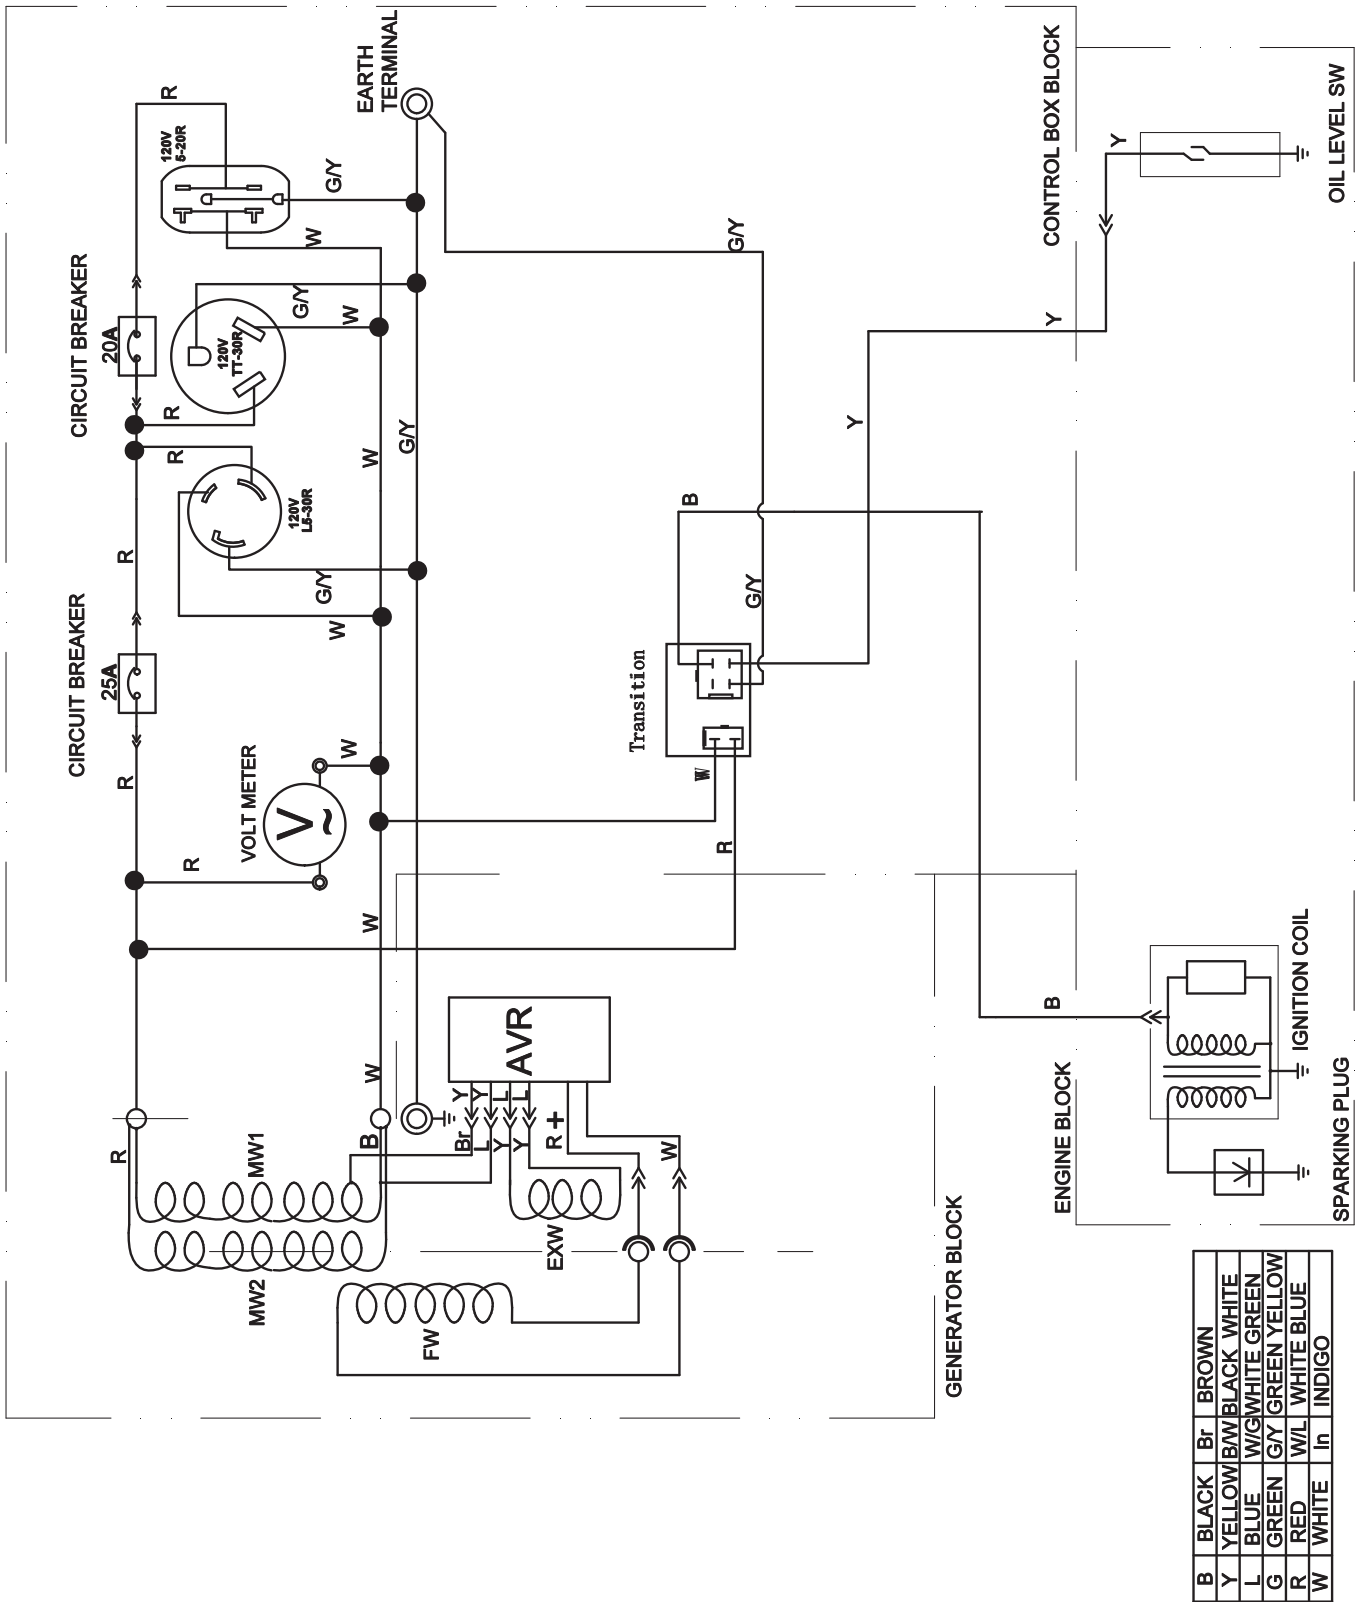 EARTH
TERMINAL
R
120V
5-20R
G/Y
W
CONTROL BOX BLOCK
OIL LEVEL SW
Y
CIRCUIT BREAKER
20A
G/Y
W
120V
TT-30R
R
G/Y
Y
Y
R
W
G/Y
120V
L5-30R
B
R
G/Y
W
G/Y
CIRCUIT BREAKER
25A
Transition
R
W
VOLT METER
V
~
W
R
R
W
AVR
B
IGNITION COIL
W
Y
Y
L
L
R
MW1
B
Br
L
Y
Y
R
+
W
ENGINE BLOCK
SPARKING PLUG
MW2
EXW
FW
GENERATOR BLOCK
B BLACK Br BROWN
Y YELLOW B/W BLACK WHITE
L BLUE W/G WHITE GREEN
G GREEN G/Y GREEN YELLOW
R RED W/L WHITE BLUE
W WHITE In INDIGO